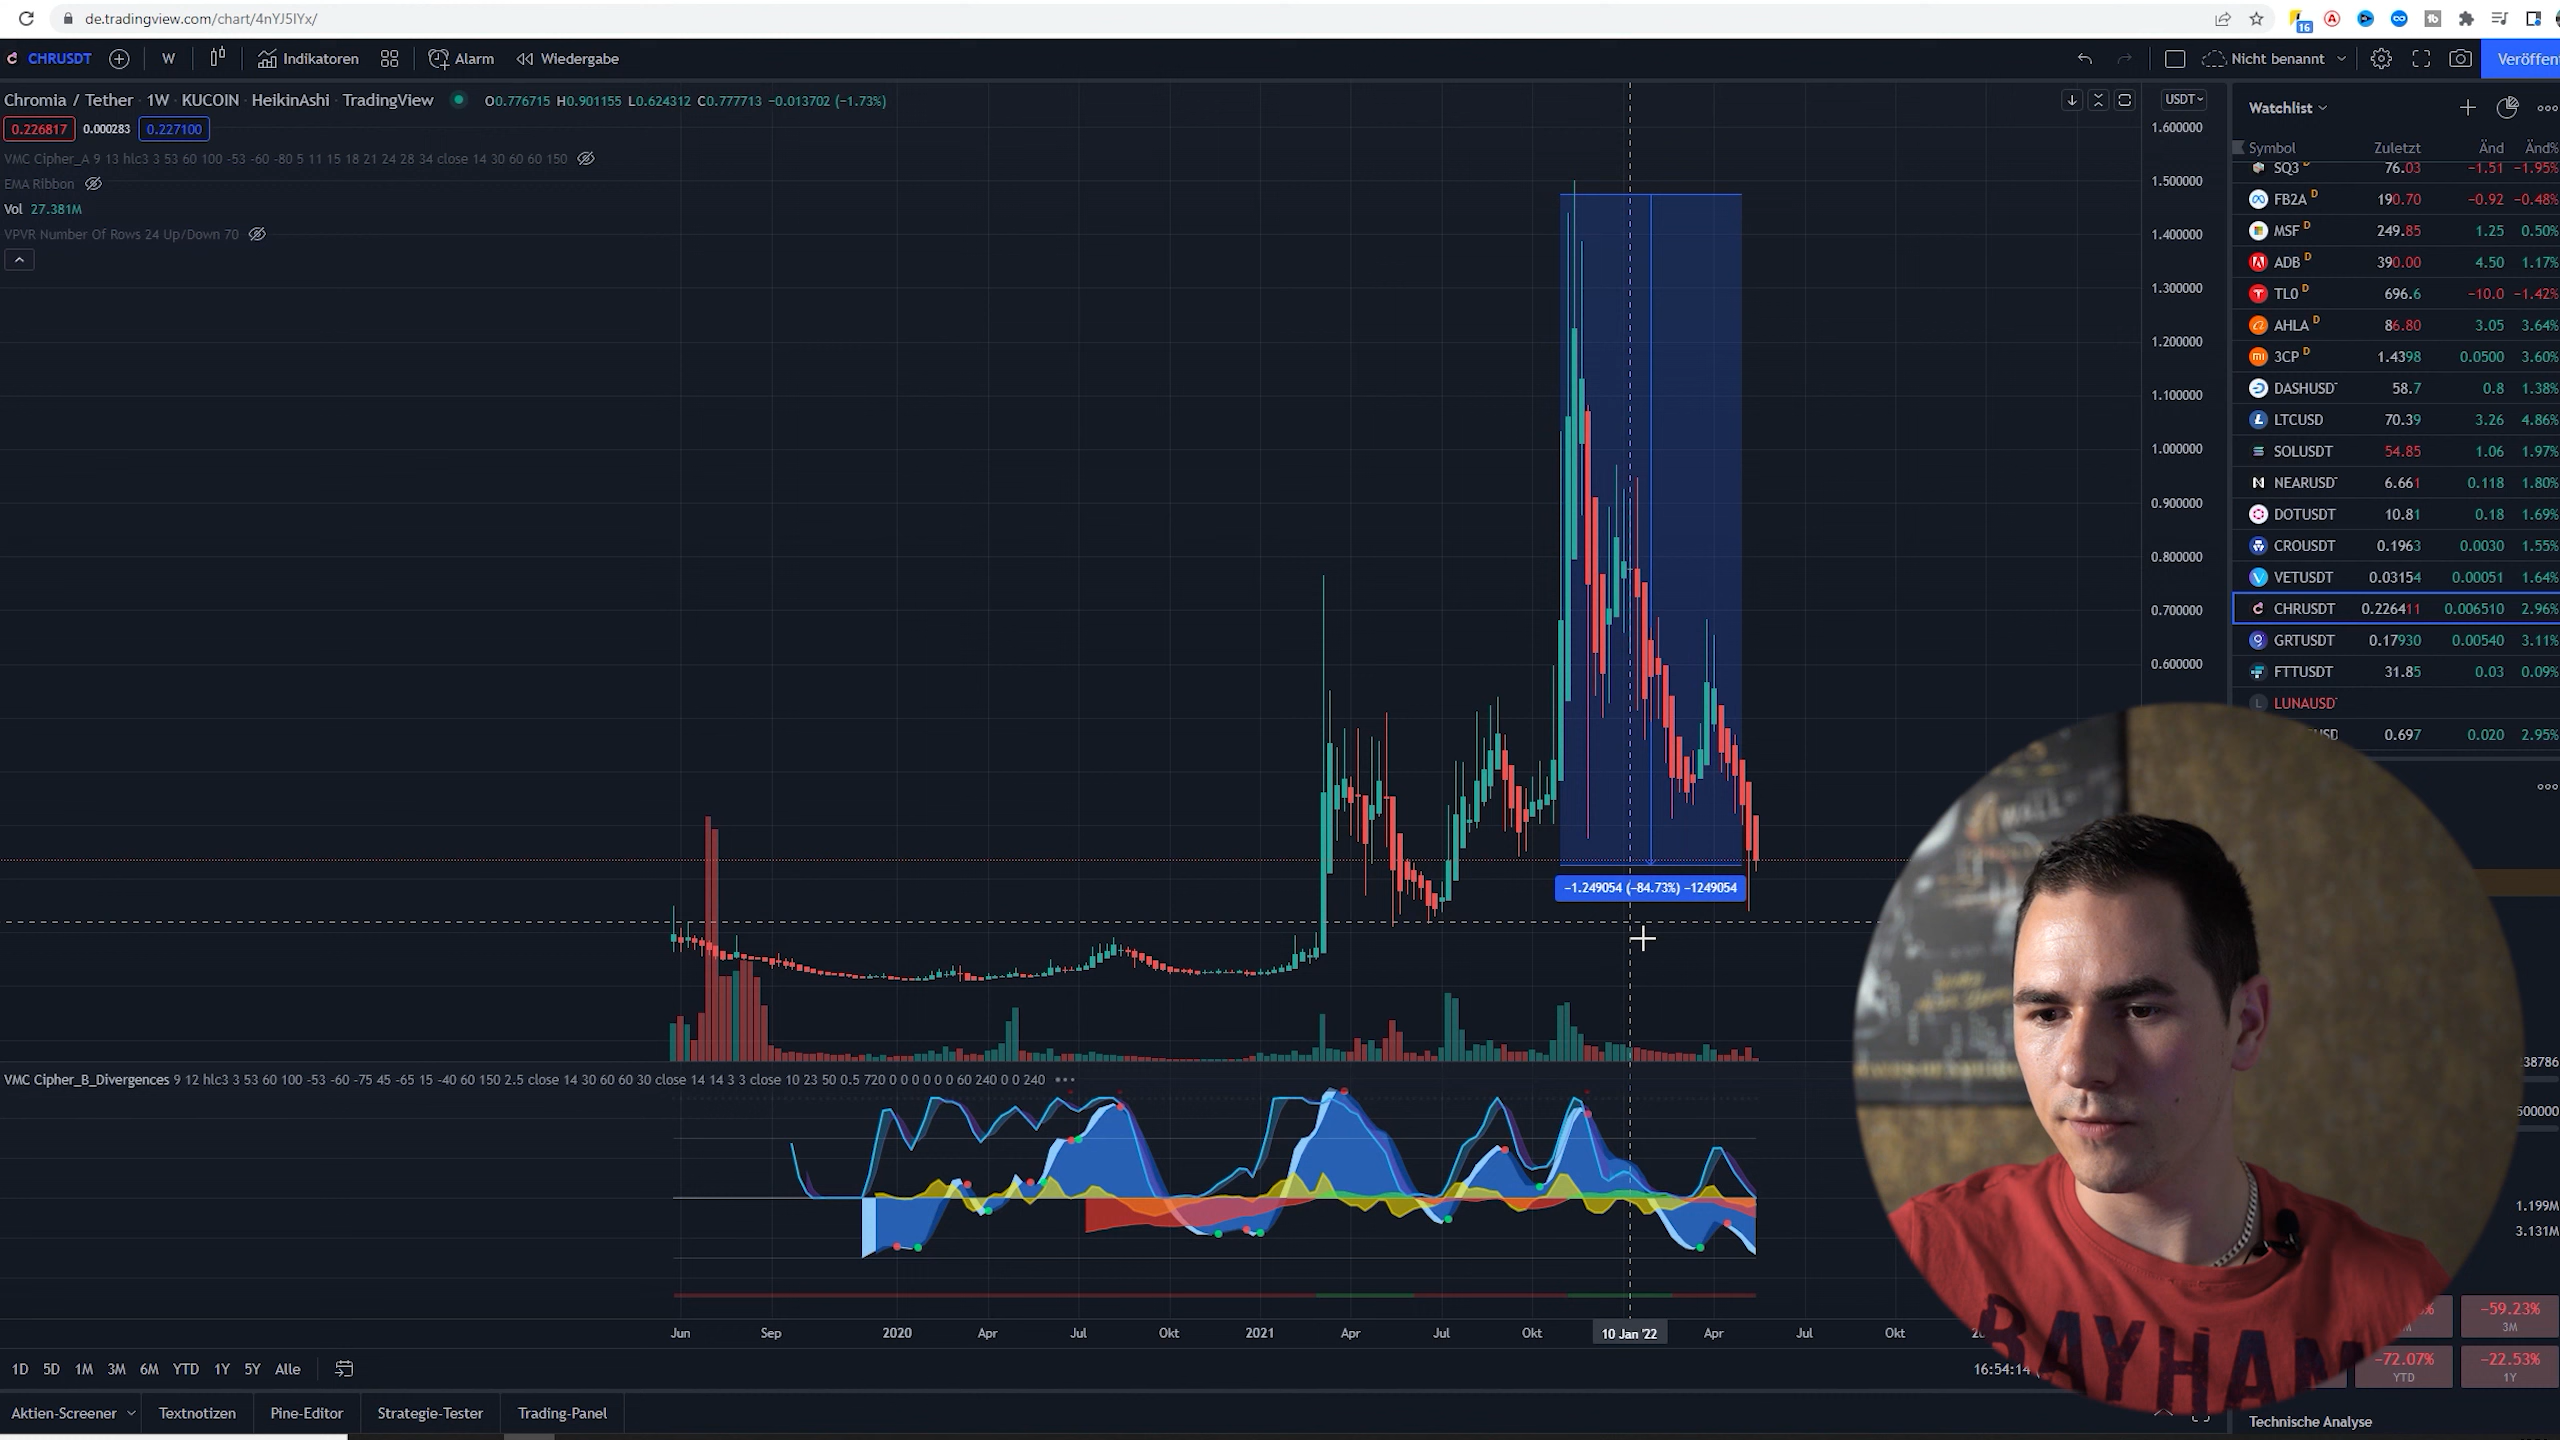 de.tradingview.com/chart/4nYJ5lYx/
16
CHRUSDT W Indikatoren Alarm Wiedergabe Nicht benannt Veröffen
Chromia / Tether · 1W · KUCOIN · HeikinAshi · TradingView O0.776715 H0.901155 L0.624312 C0.777713 −0.013702 (−1.73%)
0.226817 0.000283 0.227100
VMC Cipher_A 9 13 hlc3 3 53 60 100 -53 -60 -80 5 11 15 18 21 24 28 34 close 14 30 60 60 150
EMA Ribbon
Vol 27.381M
VPVR Number Of Rows 24 Up/Down 70
USDT
1.600000
1.500000
1.400000
1.300000
1.200000
1.100000
1.000000
0.900000
0.800000
0.700000
0.600000
−1.249054 (−84.73%) −1249054
Watchlist
Symbol Zuletzt Änd Änd%
SQ3 D 76.03 −1.51 −1.95%
FB2A D 190.70 −0.92 −0.48%
MSF D 249.85 1.25 0.50%
ADB D 390.00 4.50 1.17%
TL0 D 696.6 −10.0 −1.42%
AHLA D 86.80 3.05 3.64%
3CP D 1.4398 0.0500 3.60%
DASHUSD 58.7 0.8 1.38%
LTCUSD 70.39 3.26 4.86%
SOLUSDT 54.85 1.06 1.97%
NEARUSD 6.661 0.118 1.80%
DOTUSDT 10.81 0.18 1.69%
CROUSDT 0.1963 0.0030 1.55%
VETUSDT 0.03154 0.00051 1.64%
CHRUSDT 0.226411 0.006510 2.96%
GRTUSDT 0.17930 0.00540 3.11%
FTTUSDT 31.85 0.03 0.09%
LUNAUSD
0.697 0.020 2.95%
38786
500000
1.199M
3.131M
VMC Cipher_B_Divergences 9 12 hlc3 3 53 60 100 -53 -60 -75 45 -65 15 -40 60 150 2.5 close 14 30 60 60 30 close 14 14 3 3 close 10 23 50 0.5 720 0 0 0 0 0 0 60 240 0 0 240
Jun Sep 2020 Apr Jul Okt 2021 Apr Jul Okt 10 Jan '22 Apr Jul Okt
−59.23%
3M
−72.07% −22.53%
YTD 1Y
1D 5D 1M 3M 6M YTD 1Y 5Y Alle 16:54:14
Aktien-Screener Textnotizen Pine-Editor Strategie-Tester Trading-Panel
Technische Analyse
BAYHAM